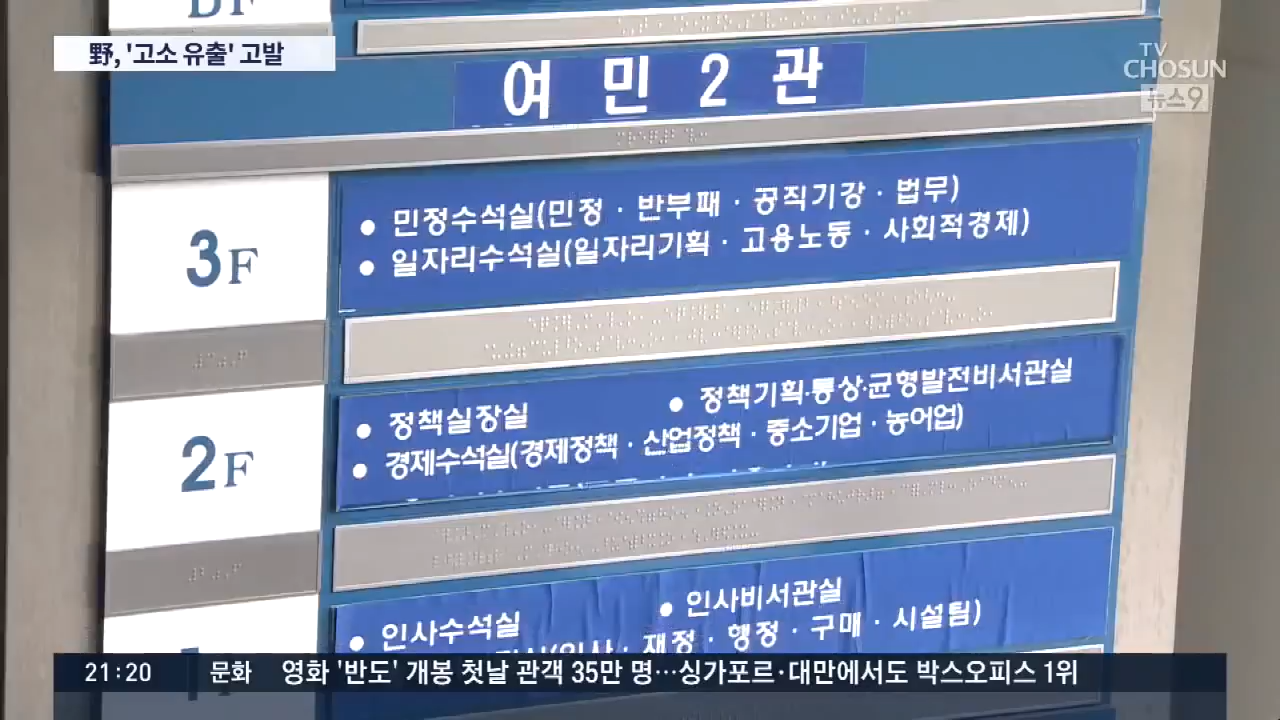 野, '고소 유출' 고발
TV
CHOSUN
뉴스9
여 민 2 관
3F
● 민정수석실(민정 · 반부패 · 공직기강 · 법무)
● 일자리수석실(일자리기획 · 고용노동 · 사회적경제)
2F
● 정책실장실 ● 정책기획·통상·균형발전비서관실
● 경제수석실(경제정책 · 산업정책 · 중소기업 · 농어업)
● 인사수석실 ● 인사비서관실
재정 · 행정 · 구매 · 시설팀)
21:20 문화 영화 '반도' 개봉 첫날 관객 35만 명…싱가포르·대만에서도 박스오피스 1위